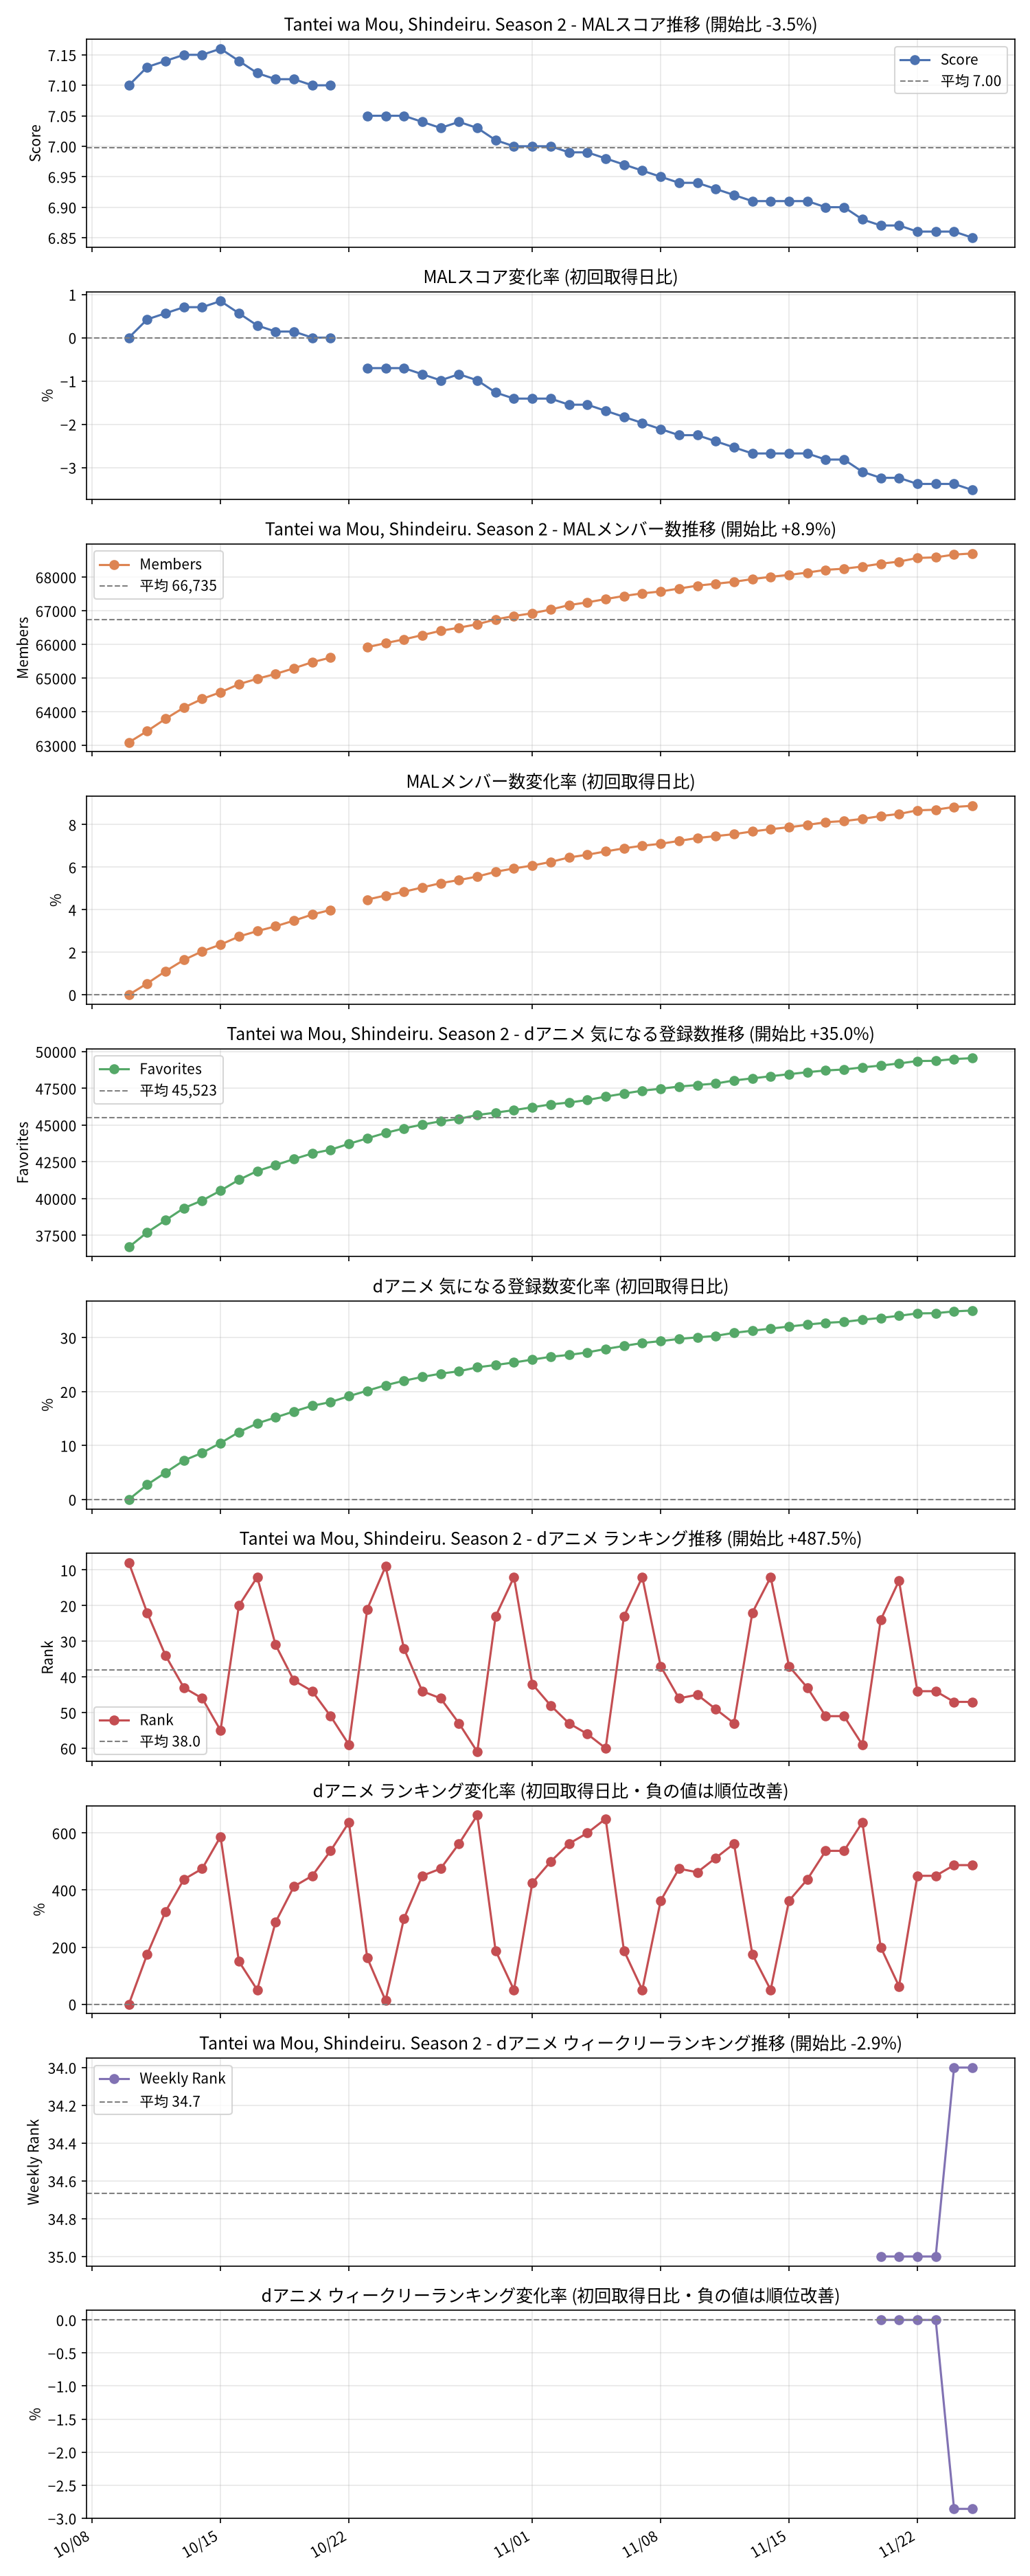 Tantei wa Mou, Shindeiru. Season 2 - MALスコア推移 (開始比 -3.5%)
Score
平均 7.00
Score
7.15
7.10
7.05
7.00
6.95
6.90
6.85
MALスコア変化率 (初回取得日比)
%
1
0
−1
−2
−3
Tantei wa Mou, Shindeiru. Season 2 - MALメンバー数推移 (開始比 +8.9%)
Members
平均 66,735
Members
68000
67000
66000
65000
64000
63000
MALメンバー数変化率 (初回取得日比)
%
8
6
4
2
0
Tantei wa Mou, Shindeiru. Season 2 - dアニメ 気になる登録数推移 (開始比 +35.0%)
Favorites
平均 45,523
Favorites
50000
47500
45000
42500
40000
37500
dアニメ 気になる登録数変化率 (初回取得日比)
%
30
20
10
0
Tantei wa Mou, Shindeiru. Season 2 - dアニメ ランキング推移 (開始比 +487.5%)
Rank
10
20
30
40
50
60
Rank
平均 38.0
dアニメ ランキング変化率 (初回取得日比・負の値は順位改善)
%
600
400
200
0
Tantei wa Mou, Shindeiru. Season 2 - dアニメ ウィークリーランキング推移 (開始比 -2.9%)
Weekly Rank
平均 34.7
Weekly Rank
34.0
34.2
34.4
34.6
34.8
35.0
dアニメ ウィークリーランキング変化率 (初回取得日比・負の値は順位改善)
%
0.0
−0.5
−1.0
−1.5
−2.0
−2.5
−3.0
10/08
10/15
10/22
11/01
11/08
11/15
11/22